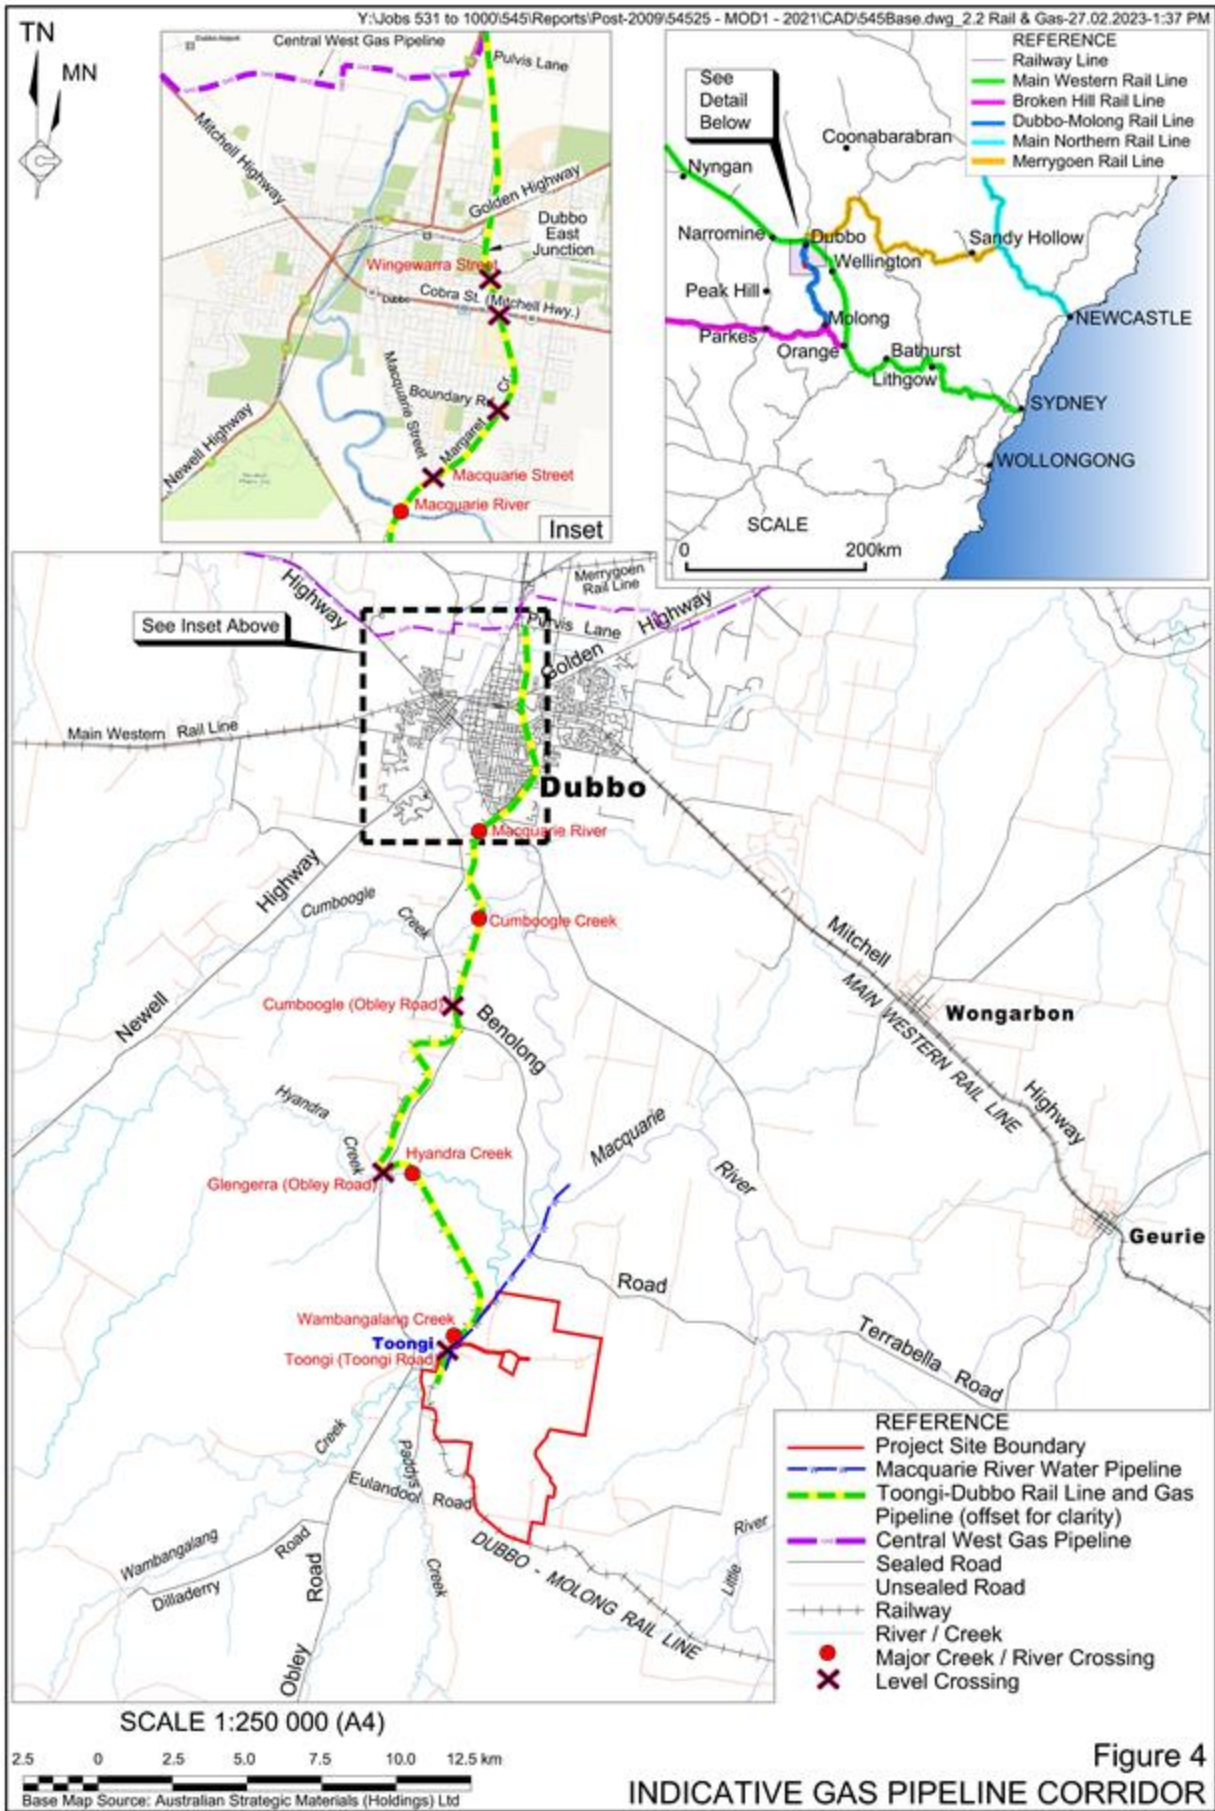 Y:\Jobs 531 to 1000\545\Reports\Post-2009\54525 - MOD1 - 2021\CAD\545Base.dwg_2.2 Rail & Gas-27.02.2023-1:37 PM
TN
MN
Dubbo Airport
Central West Gas Pipeline
Pulvis Lane
Mitchell Highway
Golden Highway
Dubbo
East
Junction
Wingewarra Street
Dubbo
Cobra St. (Mitchell Hwy.)
Macquarie Street
Boundary R
Margaret Cr.
Newell Highway
Macquarie Street
Macquarie River
Inset
See
Detail
Below
REFERENCE
Railway Line
Main Western Rail Line
Broken Hill Rail Line
Dubbo-Molong Rail Line
Main Northern Rail Line
Merrygoen Rail Line
Coonabarabran
Nyngan
Narromine
Dubbo
Sandy Hollow
Wellington
Peak Hill
Molong
NEWCASTLE
Parkes
Orange
Bathurst
Lithgow
SYDNEY
WOLLONGONG
SCALE
0 200km
Highway
Merrygoen
Rail Line
See Inset Above
Purvis Lane
Highway
Golden
Main Western Rail Line
Dubbo
Macquarie River
Highway
Cumboogle
Creek
Cumboogle Creek
Mitchell
Newell
Cumboogle (Obley Road)
Benolong
MAIN WESTERN RAIL LINE
Wongarbon
Highway
Hyandra
Creek
Hyandra Creek
Macquarie
River
Glengerra (Obley Road)
Geurie
Road
Wambangalang Creek
Toongi
Toongi (Toongi Road)
Terrabella Road
Creek
Paddys
Eulandool Road
Creek
DUBBO - MOLONG RAIL LINE
River
Little
Wambangalang
Road
Dilladerry
Road
Obley
REFERENCE
Project Site Boundary
Macquarie River Water Pipeline
Toongi-Dubbo Rail Line and Gas
Pipeline (offset for clarity)
Central West Gas Pipeline
Sealed Road
Unsealed Road
Railway
River / Creek
Major Creek / River Crossing
Level Crossing
SCALE 1:250 000 (A4)
2.5 0 2.5 5.0 7.5 10.0 12.5 km
Base Map Source: Australian Strategic Materials (Holdings) Ltd
Figure 4
INDICATIVE GAS PIPELINE CORRIDOR